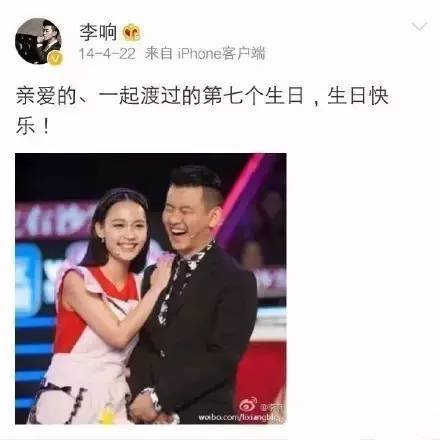 李响
14-4-22 来自 iPhone客户端
亲爱的、一起渡过的第七个生日，生日快
乐！
weibo.com/lixiangblog